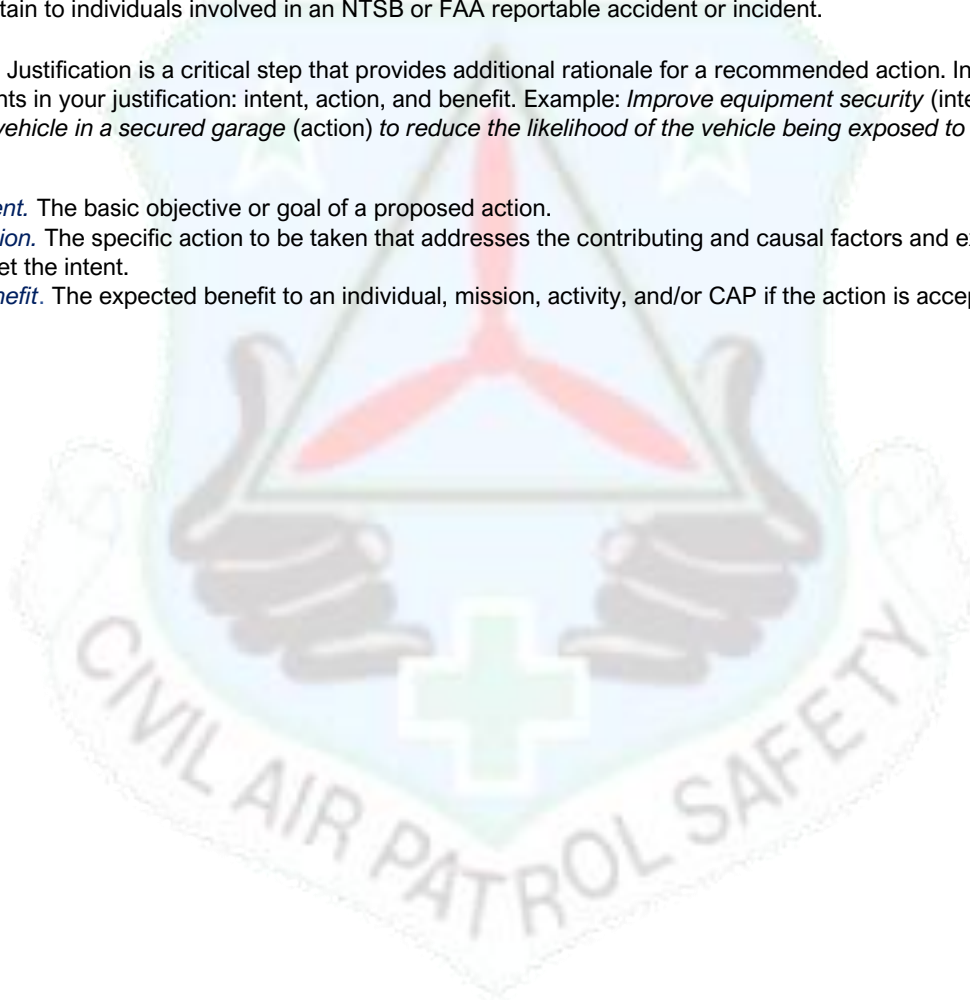 tain to individuals involved in an NTSB or FAA reportable accident or incident.
Justification is a critical step that provides additional rationale for a recommended action. In
nts in your justification: intent, action, and benefit. Example: Improve equipment security (inte
vehicle in a secured garage (action) to reduce the likelihood of the vehicle being exposed to
ent. The basic objective or goal of a proposed action.
ion. The specific action to be taken that addresses the contributing and causal factors and ex
et the intent.
nefit. The expected benefit to an individual, mission, activity, and/or CAP if the action is accep
CIVIL AIR PATROL SAFETY